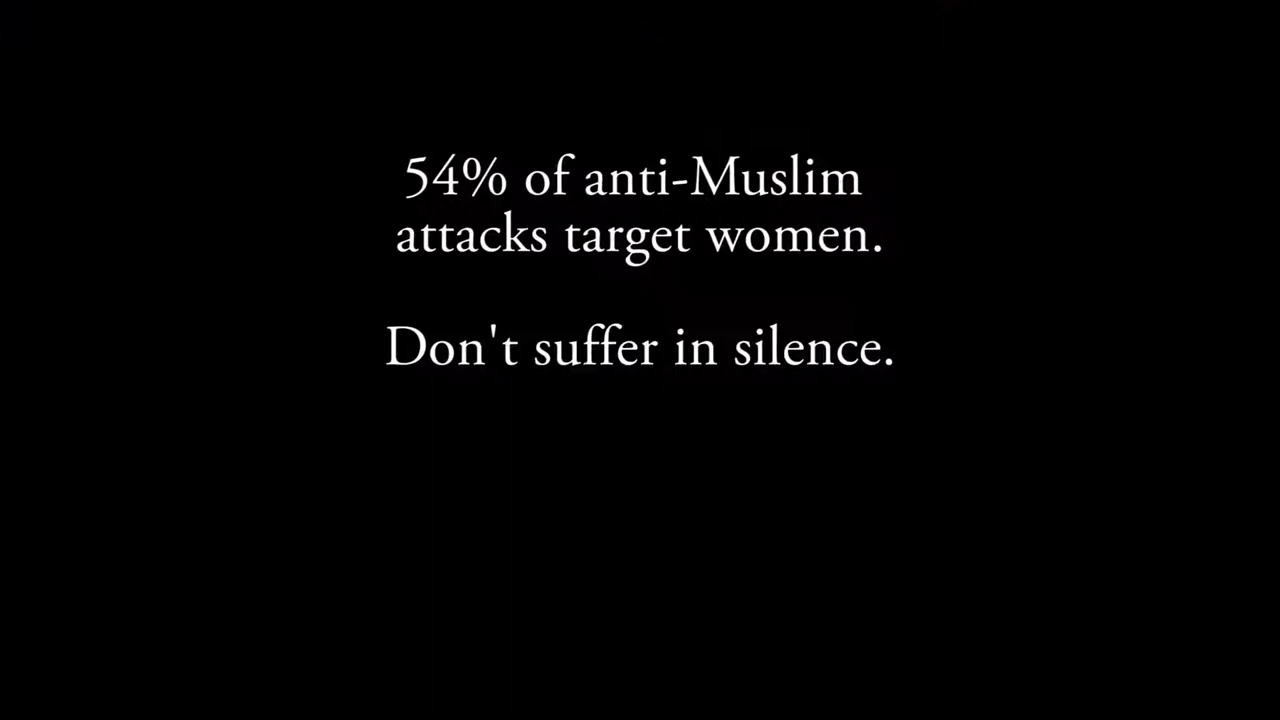 54% of anti-Muslim
attacks target women.
Don't suffer in silence.